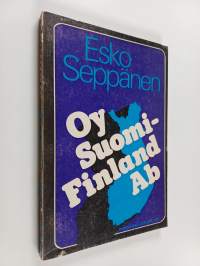 Esko
Seppänen
Oy
Suomi-
Finland
Ab